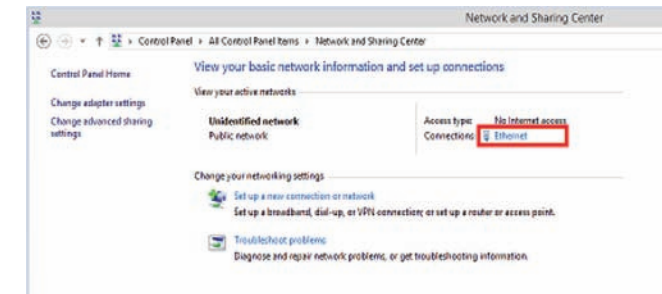 Network and Sharing Center
Control Panel ▸ All Control Panel Items ▸ Network and Sharing Center
Control Panel Home
Change adapter settings
Change advanced sharing
settings
View your basic network information and set up connections
View your active networks
Unidentified network
Public network
Access type: No Internet access
Connections: Ethernet
Change your networking settings
Set up a new connection or network
Set up a broadband, dial-up, or VPN connection; or set up a router or access point.
Troubleshoot problems
Diagnose and repair network problems, or get troubleshooting information.